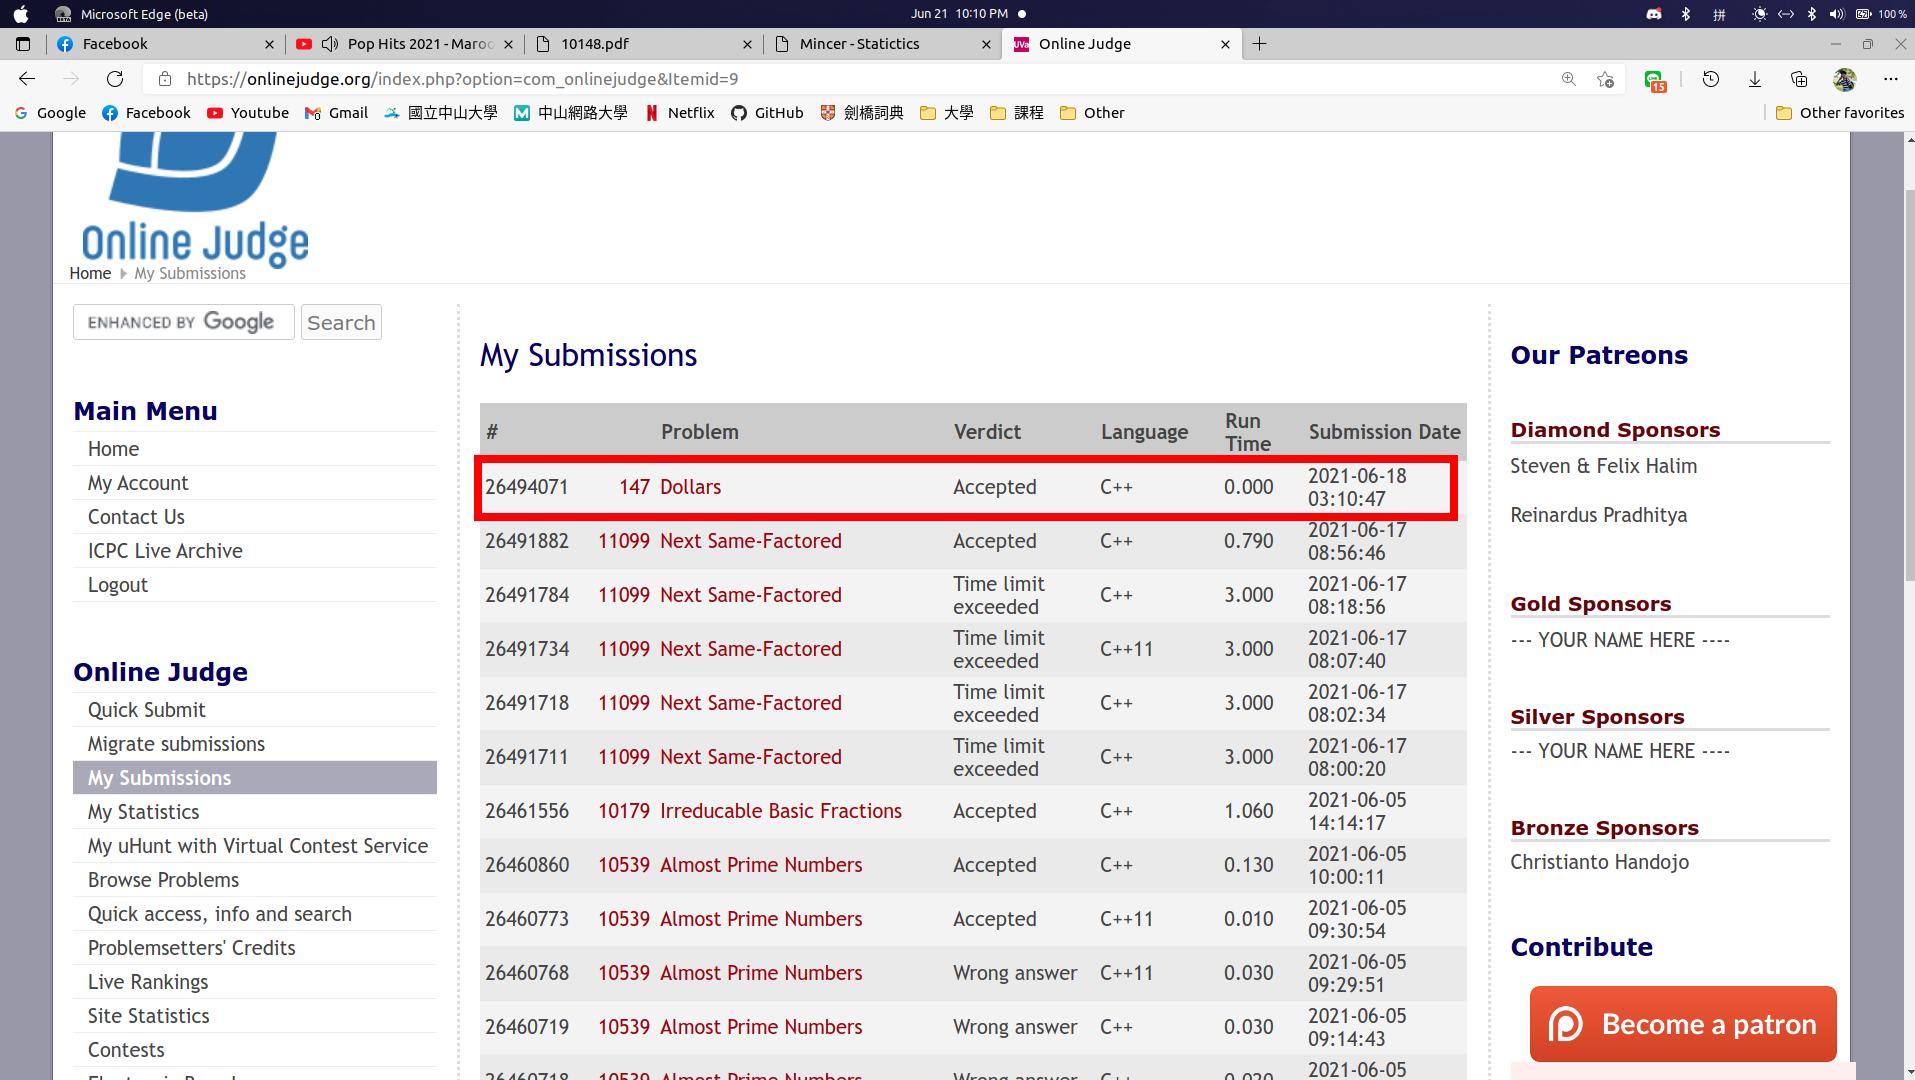 Microsoft Edge (beta)
Jun 21 10:10 PM
拼
100 %
Facebook
Pop Hits 2021 - Maroo
10148.pdf
Mincer - Statictics
UVa
Online Judge
https://onlinejudge.org/index.php?option=com_onlinejudge&Itemid=9
15
Google
Facebook
Youtube
Gmail
國立中山大學
中山網路大學
Netflix
GitHub
劍橋詞典
大學
課程
Other
Other favorites
Online Judge
Home
My Submissions
ENHANCED BY Google
Search
Main Menu
Home
My Account
Contact Us
ICPC Live Archive
Logout
Online Judge
Quick Submit
Migrate submissions
My Submissions
My Statistics
My uHunt with Virtual Contest Service
Browse Problems
Quick access, info and search
Problemsetters' Credits
Live Rankings
Site Statistics
Contests
My Submissions
# Problem Verdict Language Run Time Submission Date
26494071 147 Dollars Accepted C++ 0.000 2021-06-18 03:10:47
26491882 11099 Next Same-Factored Accepted C++ 0.790 2021-06-17 08:56:46
26491784 11099 Next Same-Factored Time limit exceeded C++ 3.000 2021-06-17 08:18:56
26491734 11099 Next Same-Factored Time limit exceeded C++11 3.000 2021-06-17 08:07:40
26491718 11099 Next Same-Factored Time limit exceeded C++ 3.000 2021-06-17 08:02:34
26491711 11099 Next Same-Factored Time limit exceeded C++ 3.000 2021-06-17 08:00:20
26461556 10179 Irreducable Basic Fractions Accepted C++ 1.060 2021-06-05 14:14:17
26460860 10539 Almost Prime Numbers Accepted C++ 0.130 2021-06-05 10:00:11
26460773 10539 Almost Prime Numbers Accepted C++11 0.010 2021-06-05 09:30:54
26460768 10539 Almost Prime Numbers Wrong answer C++11 0.030 2021-06-05 09:29:51
26460719 10539 Almost Prime Numbers Wrong answer C++ 0.030 2021-06-05 09:14:43
2021-06-05
Our Patreons
Diamond Sponsors
Steven & Felix Halim
Reinardus Pradhitya
Gold Sponsors
--- YOUR NAME HERE ----
Silver Sponsors
--- YOUR NAME HERE ----
Bronze Sponsors
Christianto Handojo
Contribute
Become a patron